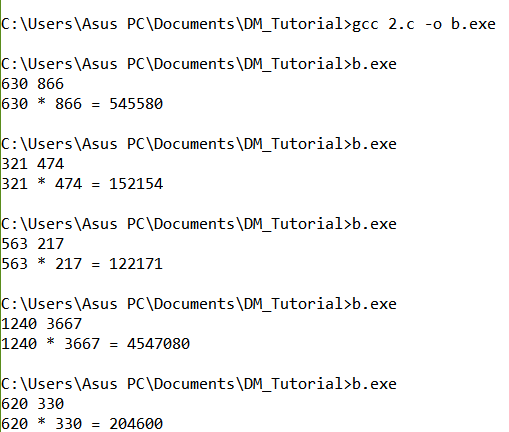 C:\Users\Asus PC\Documents\DM_Tutorial>gcc 2.c -o b.exe
C:\Users\Asus PC\Documents\DM_Tutorial>b.exe
630 866
630 * 866 = 545580
C:\Users\Asus PC\Documents\DM_Tutorial>b.exe
321 474
321 * 474 = 152154
C:\Users\Asus PC\Documents\DM_Tutorial>b.exe
563 217
563 * 217 = 122171
C:\Users\Asus PC\Documents\DM_Tutorial>b.exe
1240 3667
1240 * 3667 = 4547080
C:\Users\Asus PC\Documents\DM_Tutorial>b.exe
620 330
620 * 330 = 204600